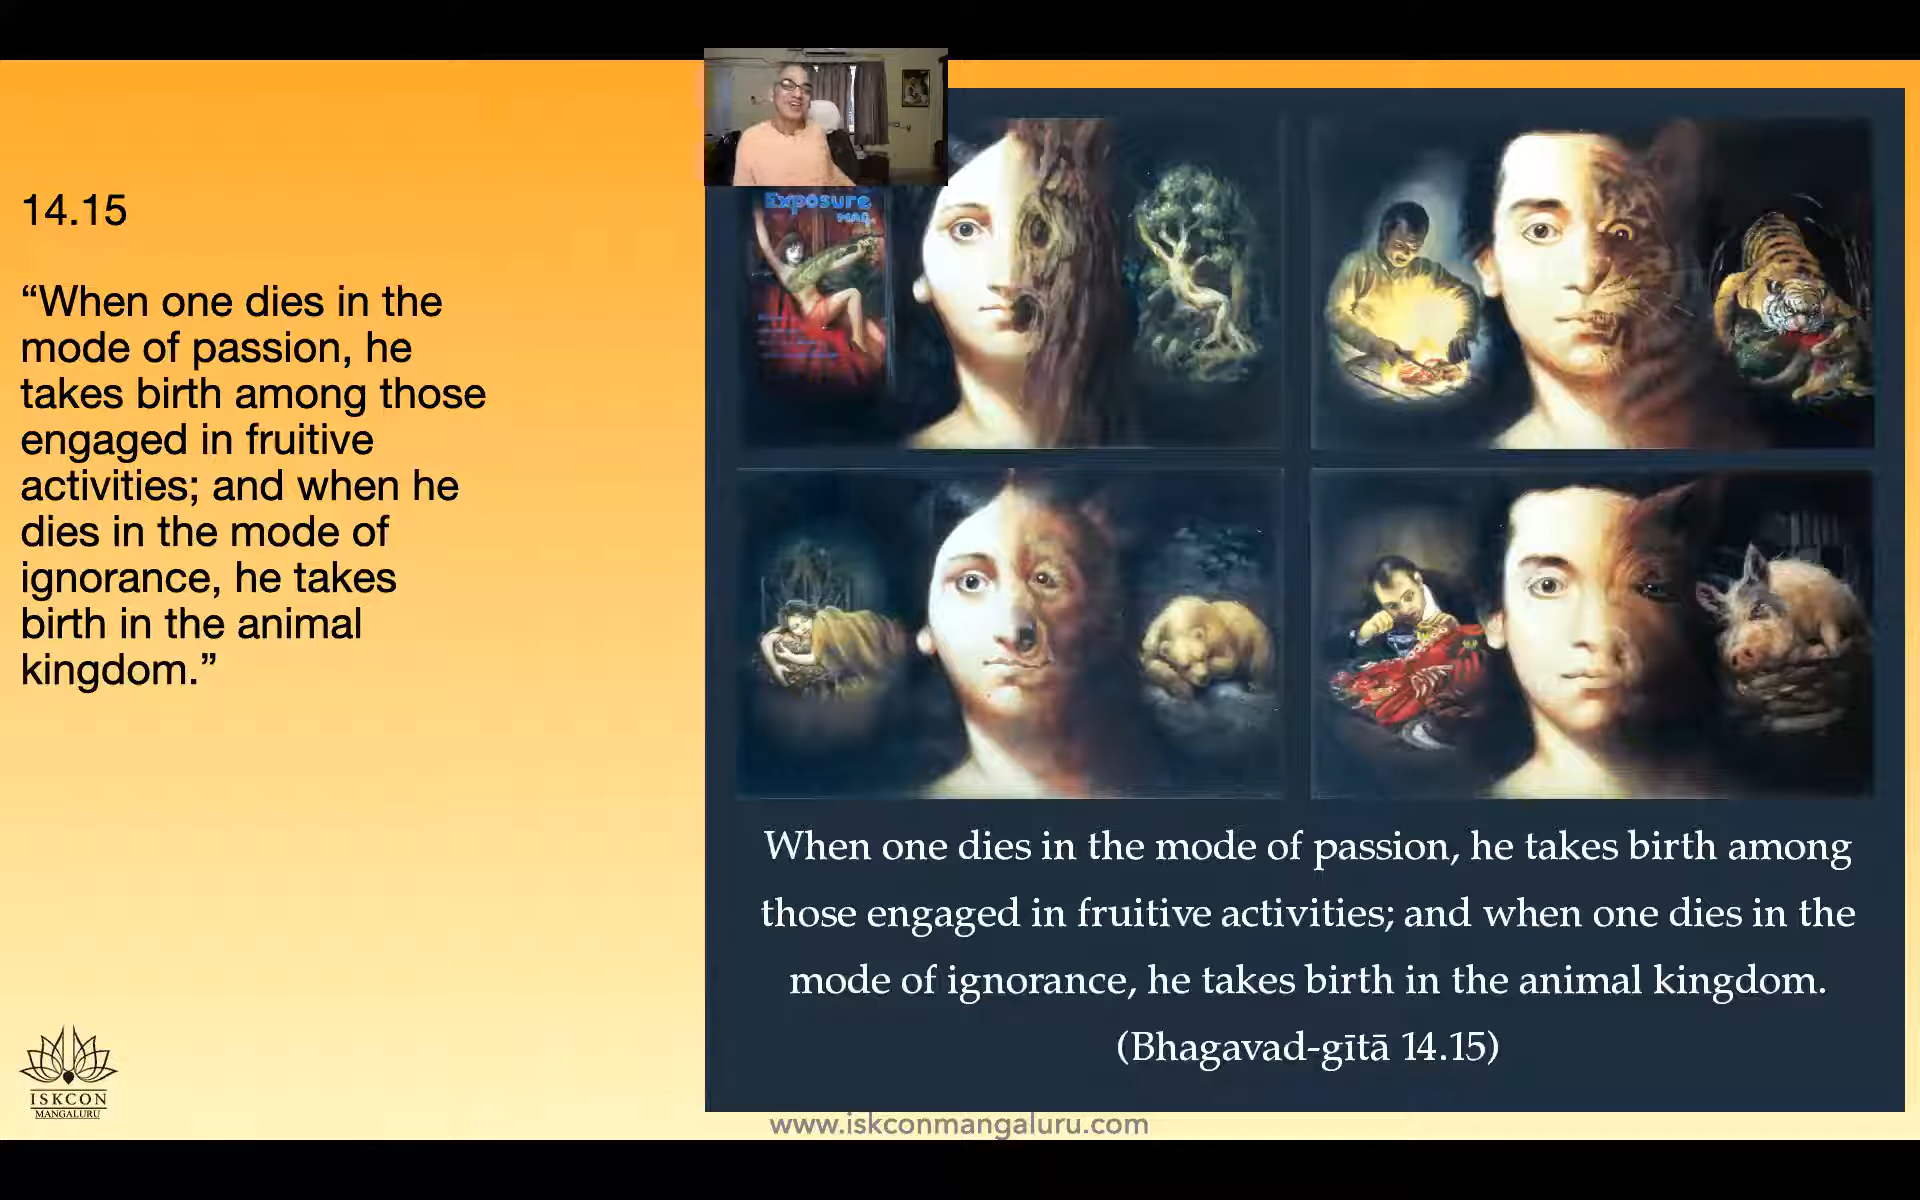 14.15
“When one dies in the
mode of passion, he
takes birth among those
engaged in fruitive
activities; and when he
dies in the mode of
ignorance, he takes
birth in the animal
kingdom.”
ISKCON
MANGALURU
Exposure
MAG.
When one dies in the mode of passion, he takes birth among
those engaged in fruitive activities; and when one dies in the
mode of ignorance, he takes birth in the animal kingdom.
(Bhagavad-gītā 14.15)
www.iskconmangaluru.com